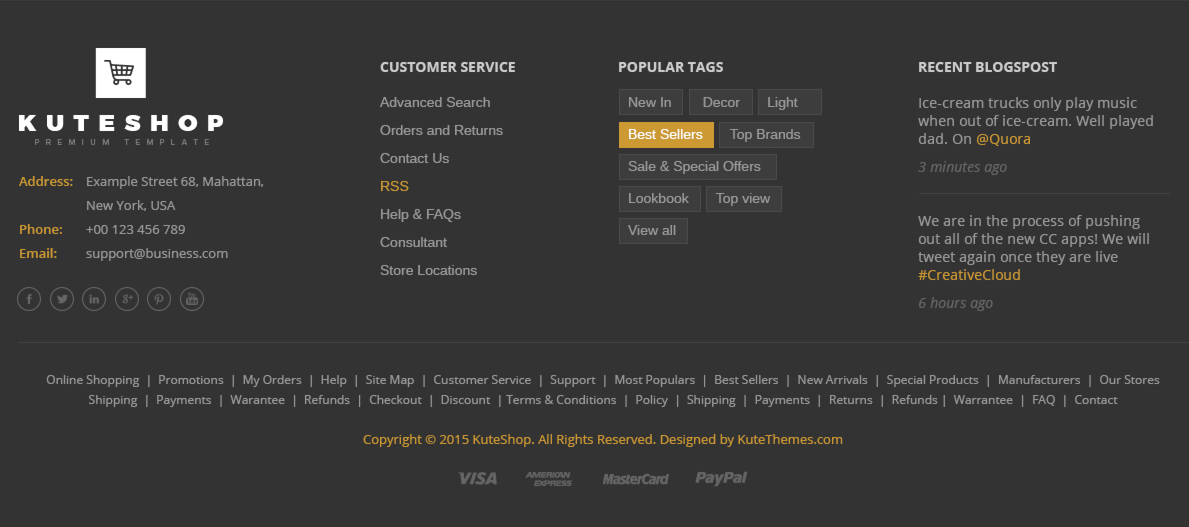 KUTESHOP
PREMIUM TEMPLATE
Address: Example Street 68, Mahattan,
New York, USA
Phone: +00 123 456 789
Email: support@business.com
f in g+ You Tube
CUSTOMER SERVICE
Advanced Search
Orders and Returns
Contact Us
RSS
Help & FAQs
Consultant
Store Locations
POPULAR TAGS
New In Decor Light
Best Sellers Top Brands
Sale & Special Offers
Lookbook Top view
View all
RECENT BLOGSPOST
Ice-cream trucks only play music
when out of ice-cream. Well played
dad. On @Quora
3 minutes ago
We are in the process of pushing
out all of the new CC apps! We will
tweet again once they are live
#CreativeCloud
6 hours ago
Online Shopping | Promotions | My Orders | Help | Site Map | Customer Service | Support | Most Populars | Best Sellers | New Arrivals | Special Products | Manufacturers | Our Stores
Shipping | Payments | Warantee | Refunds | Checkout | Discount | Terms & Conditions | Policy | Shipping | Payments | Returns | Refunds | Warrantee | FAQ | Contact
Copyright © 2015 KuteShop. All Rights Reserved. Designed by KuteThemes.com
VISA AMERICAN EXPRESS MasterCard PayPal